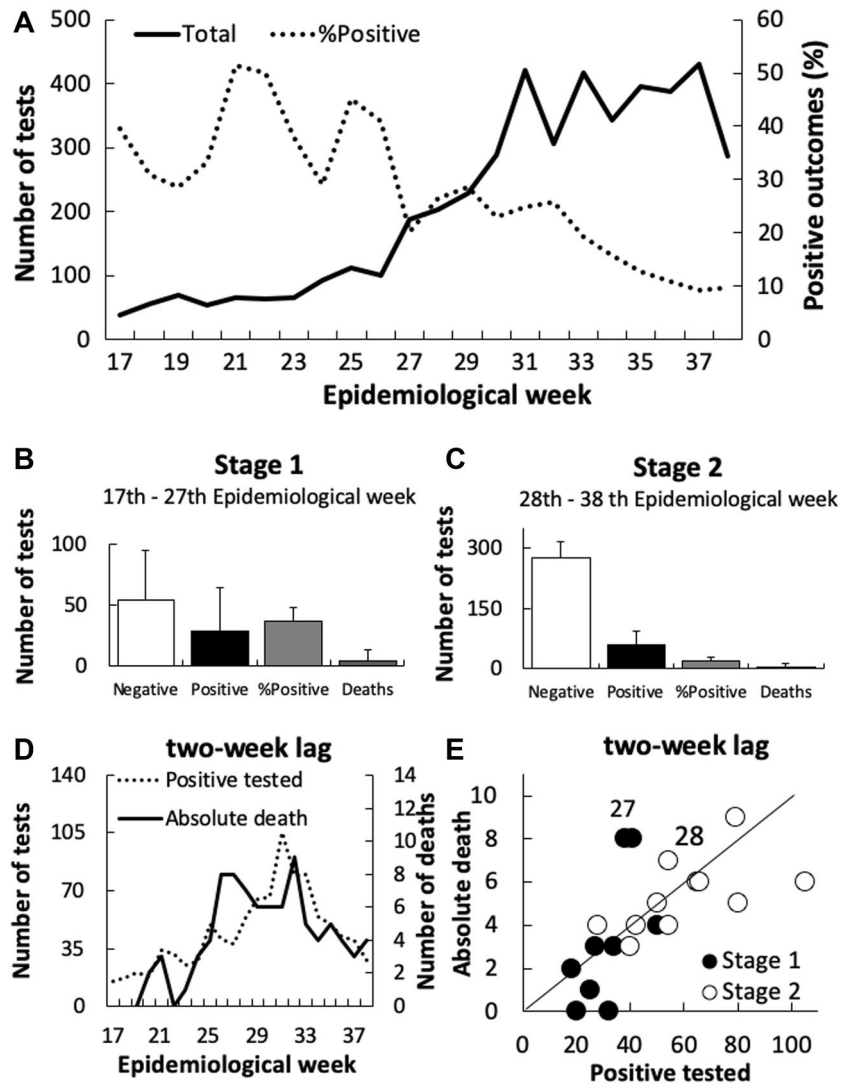 A
Total %Positive
Number of tests
500
400
300
200
100
0
Positive outcomes (%)
60
50
40
30
20
10
0
17 19 21 23 25 27 29 31 33 35 37
Epidemiological week
B
Stage 1
17th - 27th Epidemiological week
Number of tests
100
50
0
Negative Positive %Positive Deaths
C
Stage 2
28th - 38 th Epidemiological week
Number of tests
300
150
0
Negative Positive %Positive Deaths
D
two-week lag
Positive tested
Absolute death
Number of tests
140
105
70
35
0
Number of deaths
14
12
10
8
6
4
2
0
17 21 25 29 33 37
Epidemiological week
E
two-week lag
Absolute death
10
8
6
4
2
0
27
28
Stage 1
Stage 2
0 20 40 60 80 100
Positive tested